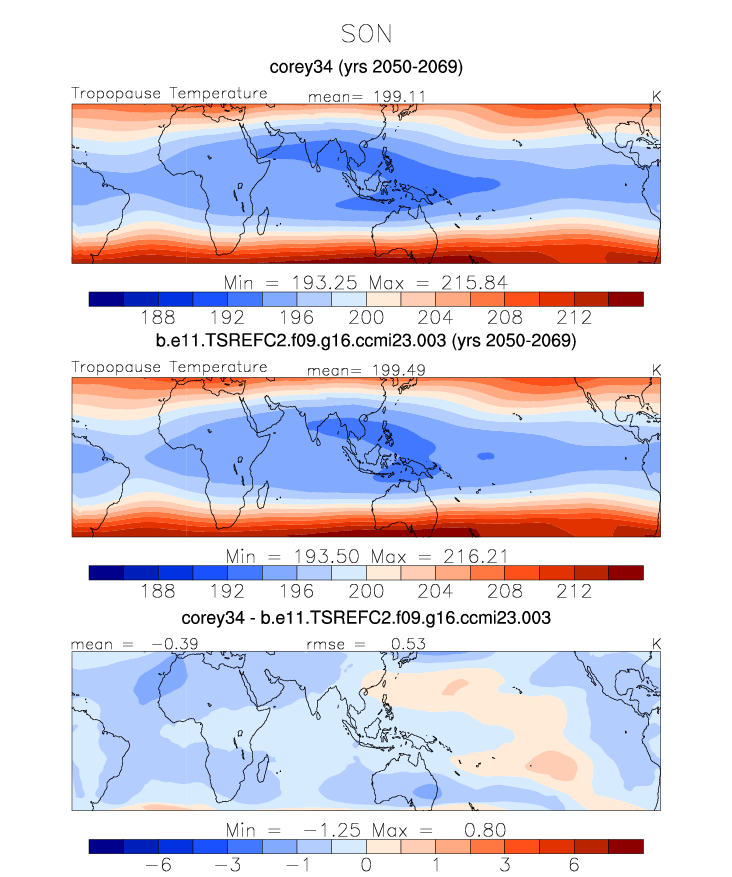 SON
corey34 (yrs 2050-2069)
Tropopause Temperature mean= 199.11 K
Min = 193.25 Max = 215.84
188 192 196 200 204 208 212
b.e11.TSREFC2.f09.g16.ccmi23.003 (yrs 2050-2069)
Tropopause Temperature mean= 199.49 K
Min = 193.50 Max = 216.21
188 192 196 200 204 208 212
corey34 - b.e11.TSREFC2.f09.g16.ccmi23.003
mean = -0.39 rmse = 0.53 K
Min = -1.25 Max = 0.80
-6 -3 -1 0 1 3 6